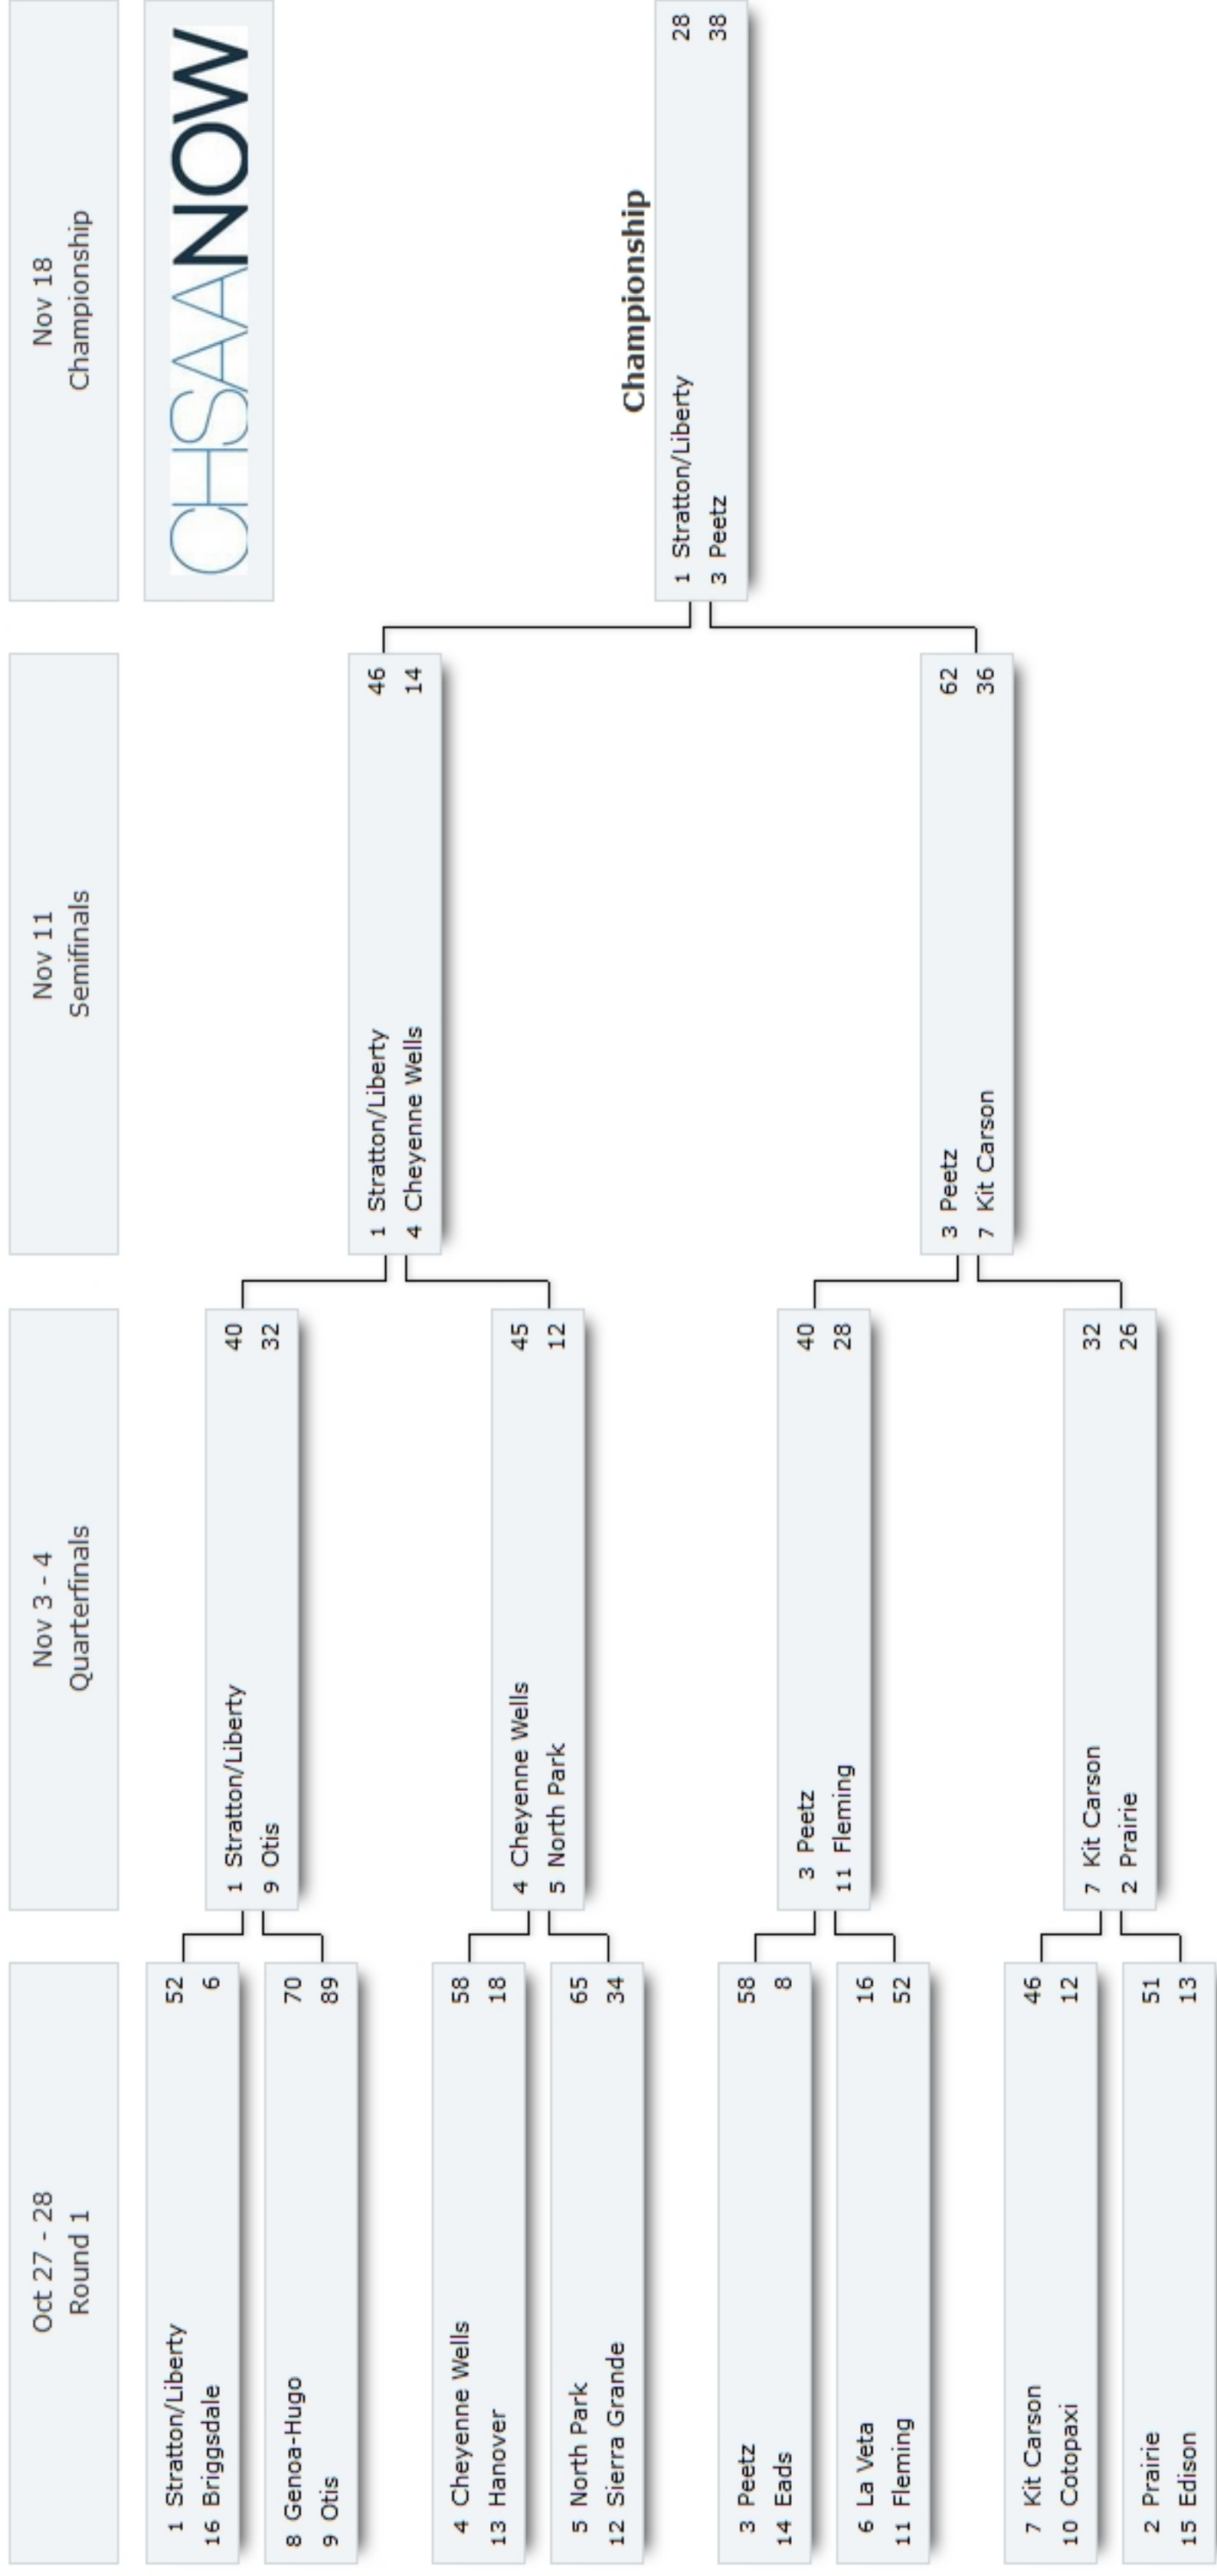 Oct 27 - 28
Round 1
Nov 3 - 4
Quarterfinals
Nov 11
Semifinals
Nov 18
Championship
CHSAANOW
1 Stratton/Liberty 52
16 Briggsdale 6
8 Genoa-Hugo 70
9 Otis 89
4 Cheyenne Wells 58
13 Hanover 18
5 North Park 65
12 Sierra Grande 34
3 Peetz 58
14 Eads 8
6 La Veta 16
11 Fleming 52
7 Kit Carson 46
10 Cotopaxi 12
2 Prairie 51
15 Edison 13
1 Stratton/Liberty 40
9 Otis 32
4 Cheyenne Wells 45
5 North Park 12
3 Peetz 40
11 Fleming 28
7 Kit Carson 32
2 Prairie 26
1 Stratton/Liberty 46
4 Cheyenne Wells 14
3 Peetz 62
7 Kit Carson 36
Championship
1 Stratton/Liberty 28
3 Peetz 38